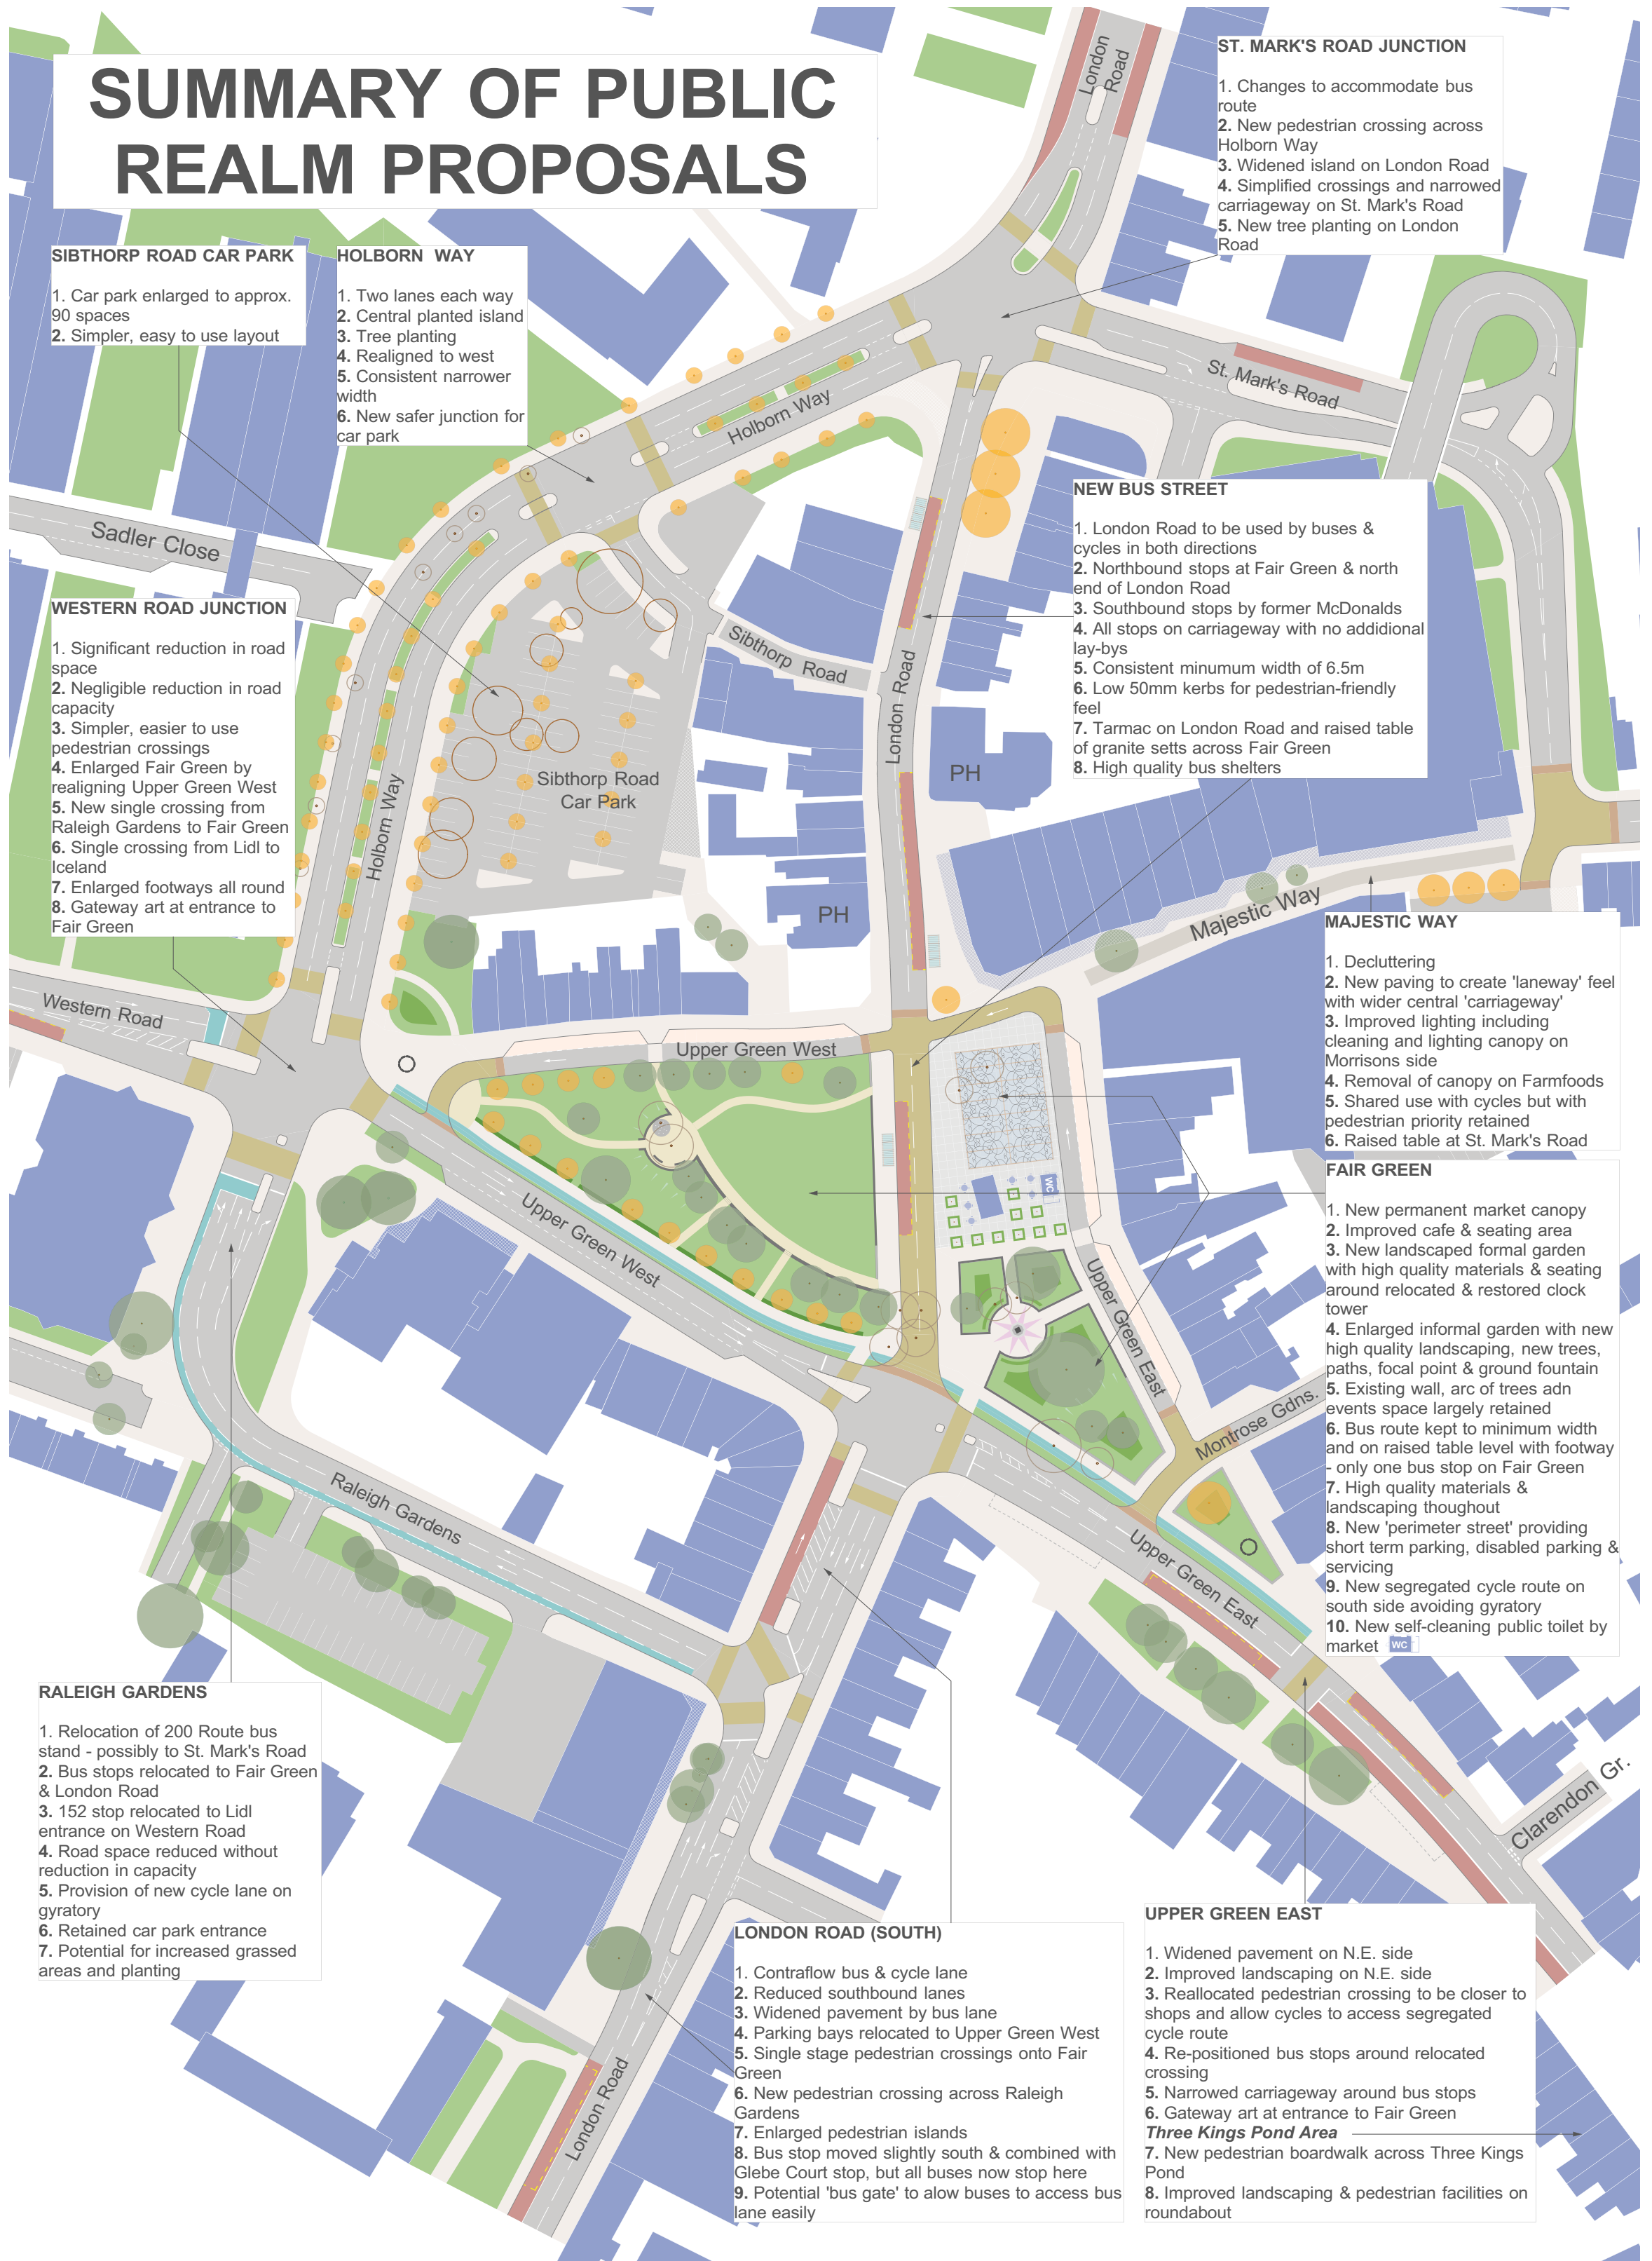 SUMMARY OF PUBLIC
REALM PROPOSALS
London
Road
ST. MARK'S ROAD JUNCTION
1. Changes to accommodate bus
route
2. New pedestrian crossing across
Holborn Way
3. Widened island on London Road
4. Simplified crossings and narrowed
carriageway on St. Mark's Road
5. New tree planting on London
Road
SIBTHORP ROAD CAR PARK
1. Car park enlarged to approx.
90 spaces
2. Simpler, easy to use layout
HOLBORN WAY
1. Two lanes each way
2. Central planted island
3. Tree planting
4. Realigned to west
5. Consistent narrower
width
6. New safer junction for
car park
Holborn Way
St. Mark's Road
Sadler Close
NEW BUS STREET
1. London Road to be used by buses &
cycles in both directions
2. Northbound stops at Fair Green & north
end of London Road
3. Southbound stops by former McDonalds
4. All stops on carriageway with no addidional
lay-bys
5. Consistent minumum width of 6.5m
6. Low 50mm kerbs for pedestrian-friendly
feel
7. Tarmac on London Road and raised table
of granite setts across Fair Green
8. High quality bus shelters
WESTERN ROAD JUNCTION
1. Significant reduction in road
space
2. Negligible reduction in road
capacity
3. Simpler, easier to use
pedestrian crossings
4. Enlarged Fair Green by
realigning Upper Green West
5. New single crossing from
Raleigh Gardens to Fair Green
6. Single crossing from Lidl to
Iceland
7. Enlarged footways all round
8. Gateway art at entrance to
Fair Green
Sibthorp Road
London Road
PH
Sibthorp Road
Car Park
Holborn Way
PH
Majestic Way
MAJESTIC WAY
1. Decluttering
2. New paving to create 'laneway' feel
with wider central 'carriageway'
3. Improved lighting including
cleaning and lighting canopy on
Morrisons side
4. Removal of canopy on Farmfoods
5. Shared use with cycles but with
pedestrian priority retained
6. Raised table at St. Mark's Road
Western Road
Upper Green West
WC
Upper Green West
Upper Green East
FAIR GREEN
1. New permanent market canopy
2. Improved cafe & seating area
3. New landscaped formal garden
with high quality materials & seating
around relocated & restored clock
tower
4. Enlarged informal garden with new
high quality landscaping, new trees,
paths, focal point & ground fountain
5. Existing wall, arc of trees adn
events space largely retained
6. Bus route kept to minimum width
and on raised table level with footway
- only one bus stop on Fair Green
7. High quality materials &
landscaping thoughout
8. New 'perimeter street' providing
short term parking, disabled parking &
servicing
9. New segregated cycle route on
south side avoiding gyratory
10. New self-cleaning public toilet by
market WC
Montrose Gdns.
Raleigh Gardens
Upper Green East
RALEIGH GARDENS
1. Relocation of 200 Route bus
stand - possibly to St. Mark's Road
2. Bus stops relocated to Fair Green
& London Road
3. 152 stop relocated to Lidl
entrance on Western Road
4. Road space reduced without
reduction in capacity
5. Provision of new cycle lane on
gyratory
6. Retained car park entrance
7. Potential for increased grassed
areas and planting
Clarendon Gr.
LONDON ROAD (SOUTH)
1. Contraflow bus & cycle lane
2. Reduced southbound lanes
3. Widened pavement by bus lane
4. Parking bays relocated to Upper Green West
5. Single stage pedestrian crossings onto Fair
Green
6. New pedestrian crossing across Raleigh
Gardens
7. Enlarged pedestrian islands
8. Bus stop moved slightly south & combined with
Glebe Court stop, but all buses now stop here
9. Potential 'bus gate' to alow buses to access bus
lane easily
UPPER GREEN EAST
1. Widened pavement on N.E. side
2. Improved landscaping on N.E. side
3. Reallocated pedestrian crossing to be closer to
shops and allow cycles to access segregated
cycle route
4. Re-positioned bus stops around relocated
crossing
5. Narrowed carriageway around bus stops
6. Gateway art at entrance to Fair Green
Three Kings Pond Area
7. New pedestrian boardwalk across Three Kings
Pond
8. Improved landscaping & pedestrian facilities on
roundabout
London Road